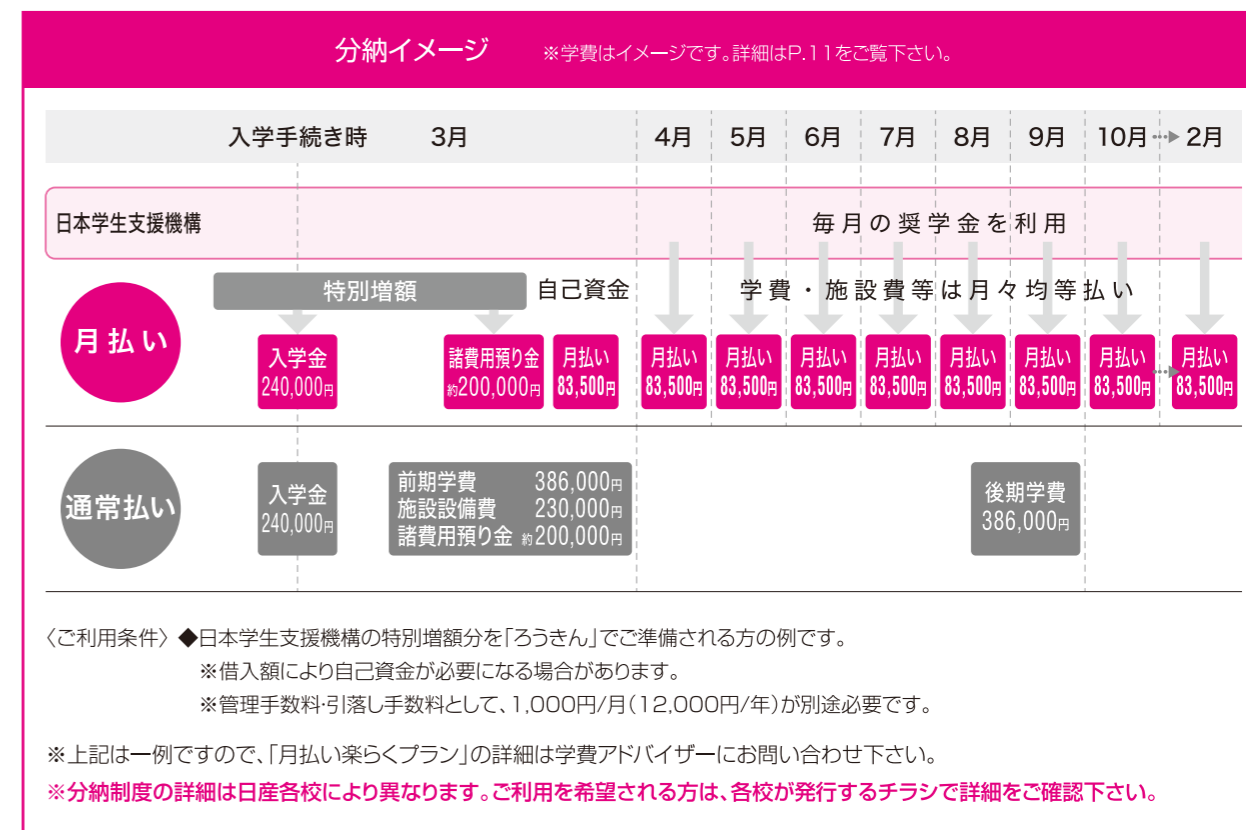 分納イメージ ※学費はイメージです。詳細はP.11をご覧下さい。
入学手続き時 3月 4月 5月 6月 7月 8月 9月 10月 2月
日本学生支援機構 毎月の奨学金を利用
月払い
特別増額 自己資金 学費・施設費等は月々均等払い
入学金
240,000円
諸費用預り金
約200,000円
月払い
83,500円
月払い
83,500円
月払い
83,500円
月払い
83,500円
月払い
83,500円
月払い
83,500円
月払い
83,500円
月払い
83,500円
月払い
83,500円
通常払い
入学金
240,000円
前期学費 386,000円
施設設備費 230,000円
諸費用預り金 約200,000円
後期学費
386,000円
〈ご利用条件〉◆日本学生支援機構の特別増額分を「ろうきん」でご準備される方の例です。
※借入額により自己資金が必要になる場合があります。
※管理手数料・引落し手数料として、1,000円/月(12,000円/年)が別途必要です。
※上記は一例ですので、「月払い楽らくプラン」の詳細は学費アドバイザーにお問い合わせ下さい。
※分納制度の詳細は日産各校により異なります。ご利用を希望される方は、各校が発行するチラシで詳細をご確認下さい。